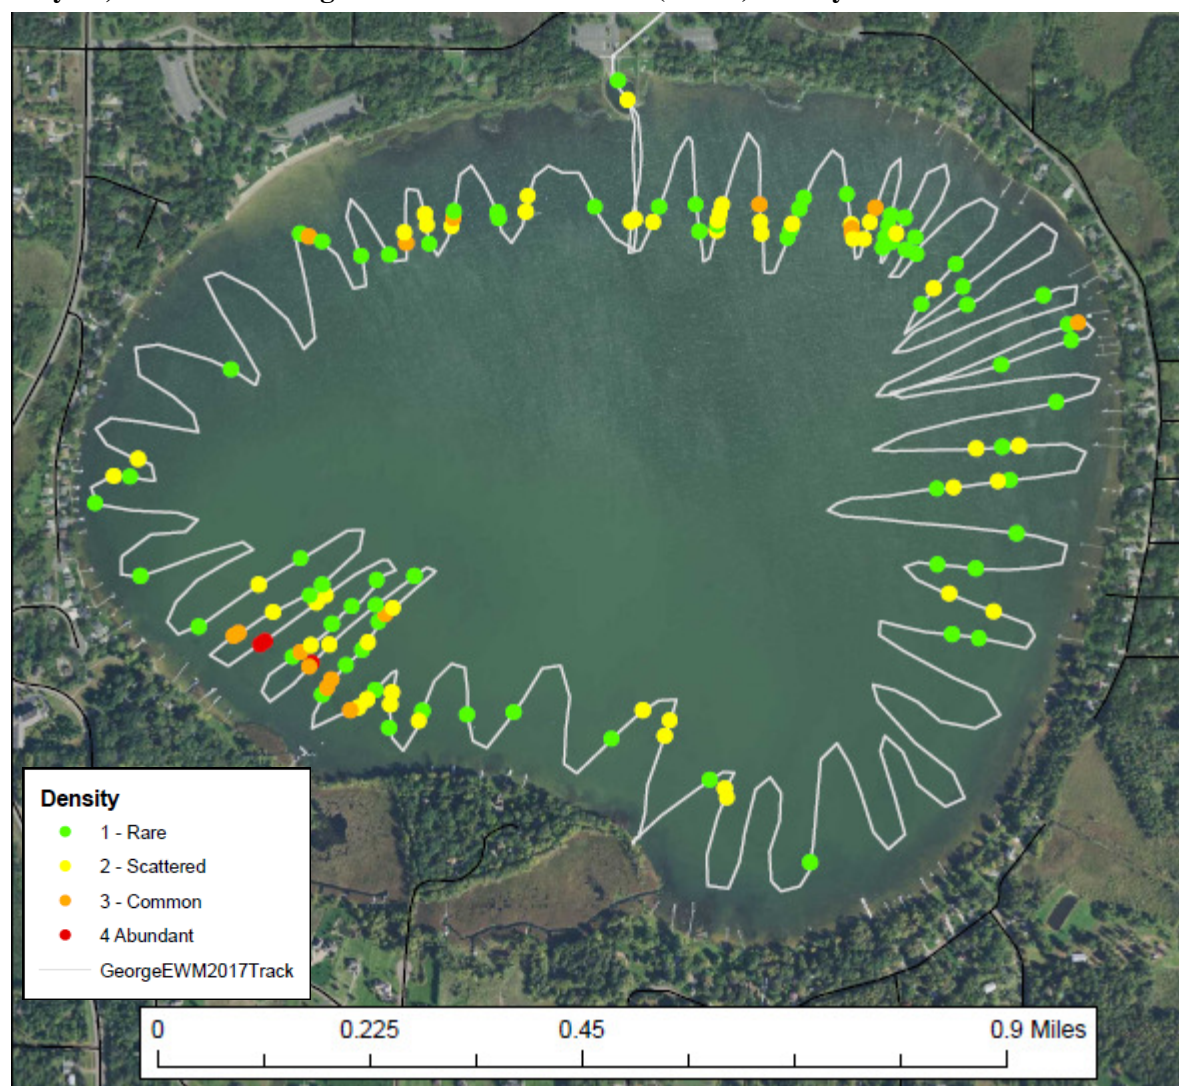 Density
1 - Rare
2 - Scattered
3 - Common
4 Abundant
GeorgeEWM2017Track
0 0.225 0.45 0.9 Miles